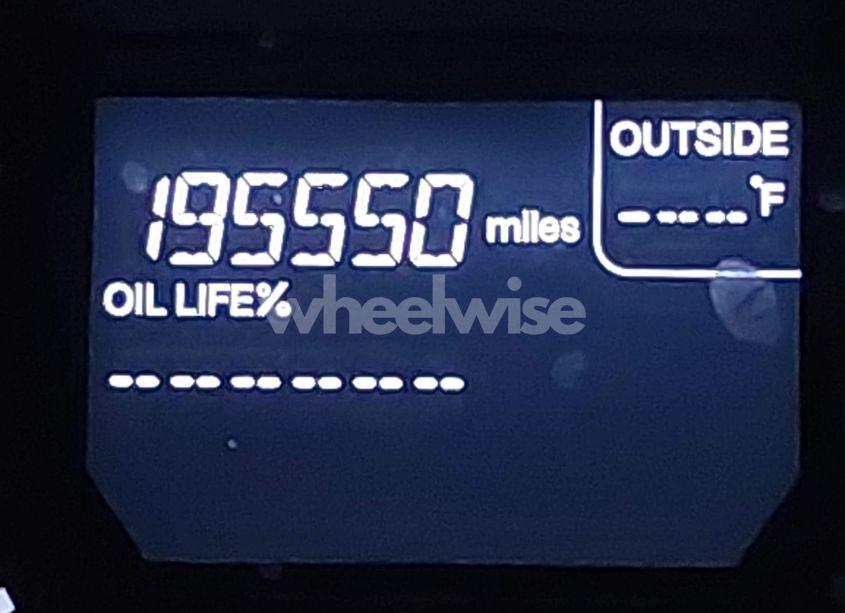 OUTSIDE
195550 miles
-- -- -- °F
OIL LIFE%
wheelwise
-- -- -- -- -- --